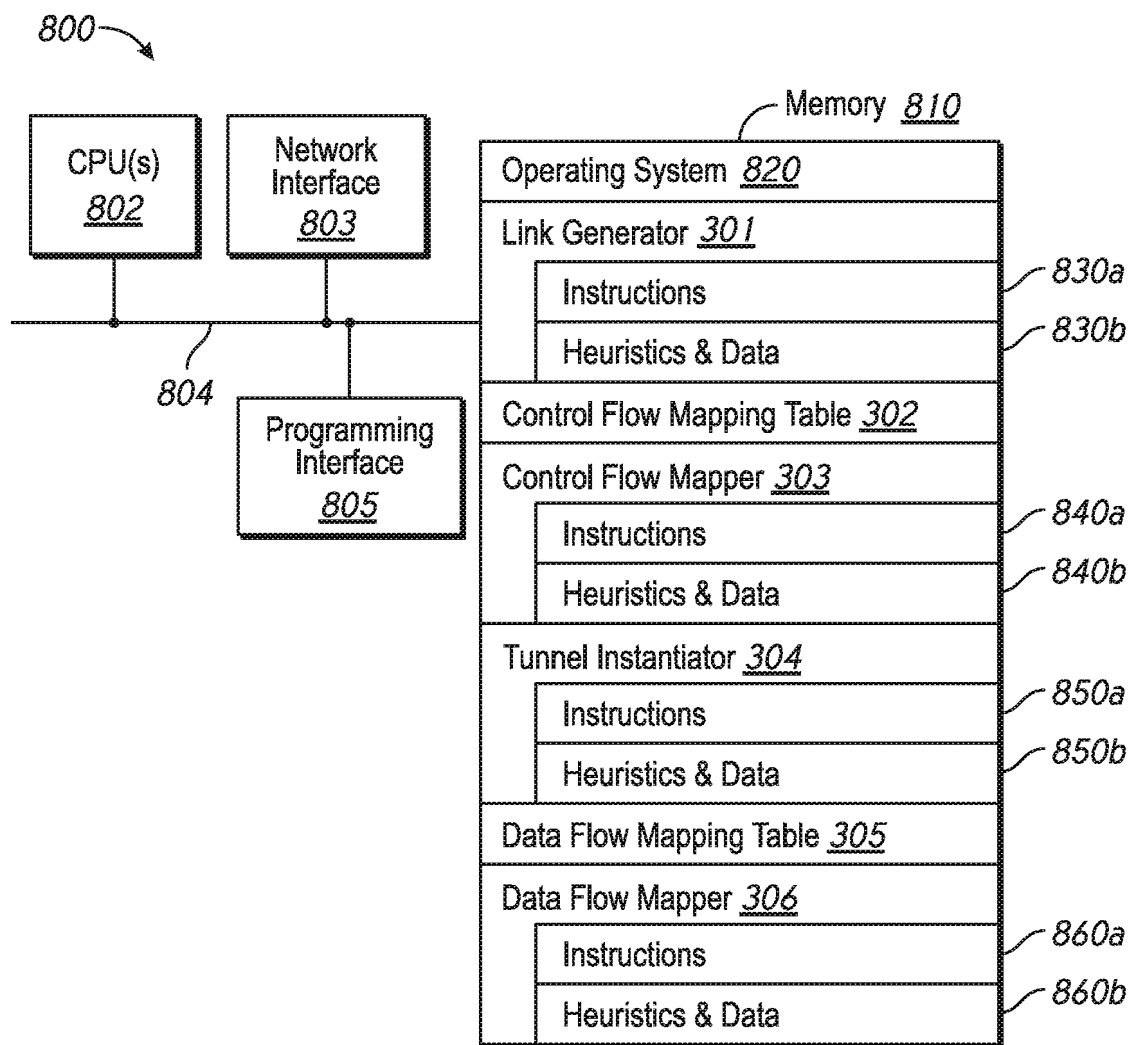 800
Memory 810
CPU(s)
802
Network
Interface
803
804
Programming
Interface
805
Operating System 820
Link Generator 301
Instructions
830a
Heuristics & Data
830b
Control Flow Mapping Table 302
Control Flow Mapper 303
Instructions
840a
Heuristics & Data
840b
Tunnel Instantiator 304
Instructions
850a
Heuristics & Data
850b
Data Flow Mapping Table 305
Data Flow Mapper 306
Instructions
860a
Heuristics & Data
860b